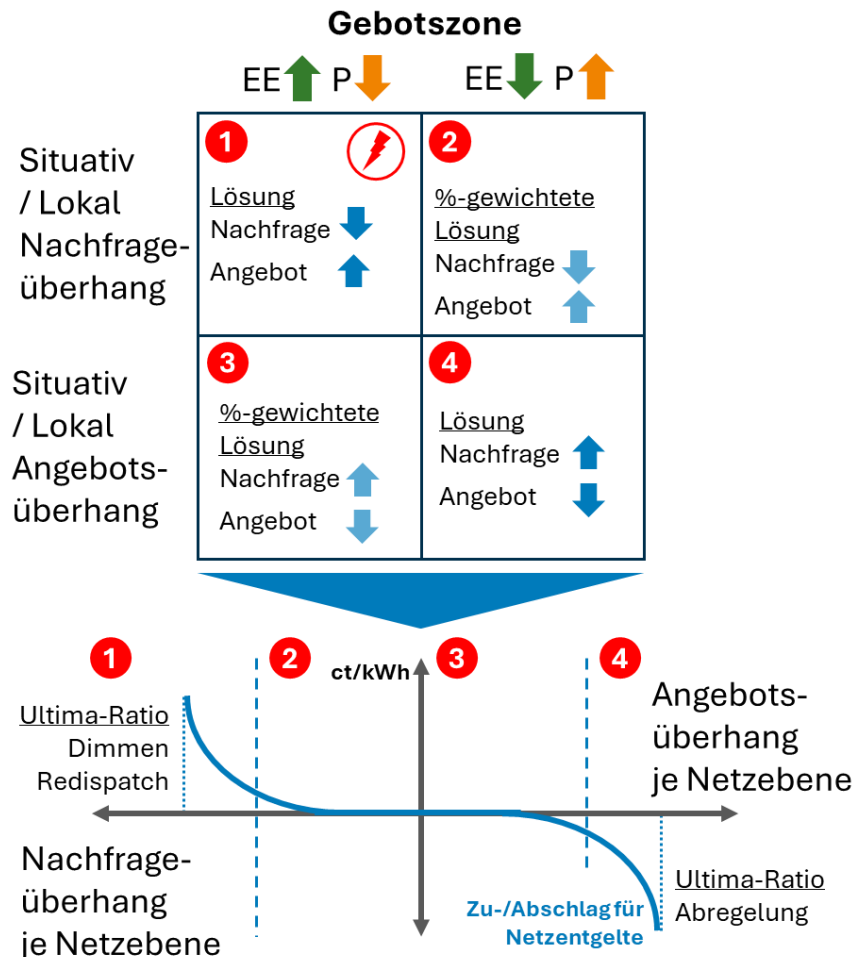 Gebotszone
EE P
EE P
Situativ
/ Lokal
Nachfrage-
überhang
1
Lösung
Nachfrage
Angebot
2
%-gewichtete
Lösung
Nachfrage
Angebot
Situativ
/ Lokal
Angebots-
überhang
3
%-gewichtete
Lösung
Nachfrage
Angebot
4
Lösung
Nachfrage
Angebot
1
2
ct/kWh
3
4
Ultima-Ratio
Dimmen
Redispatch
Angebots-
überhang
je Netzebene
Nachfrage-
überhang
je Netzebene
Zu-/Abschlag für
Netzentgelte
Ultima-Ratio
Abregelung